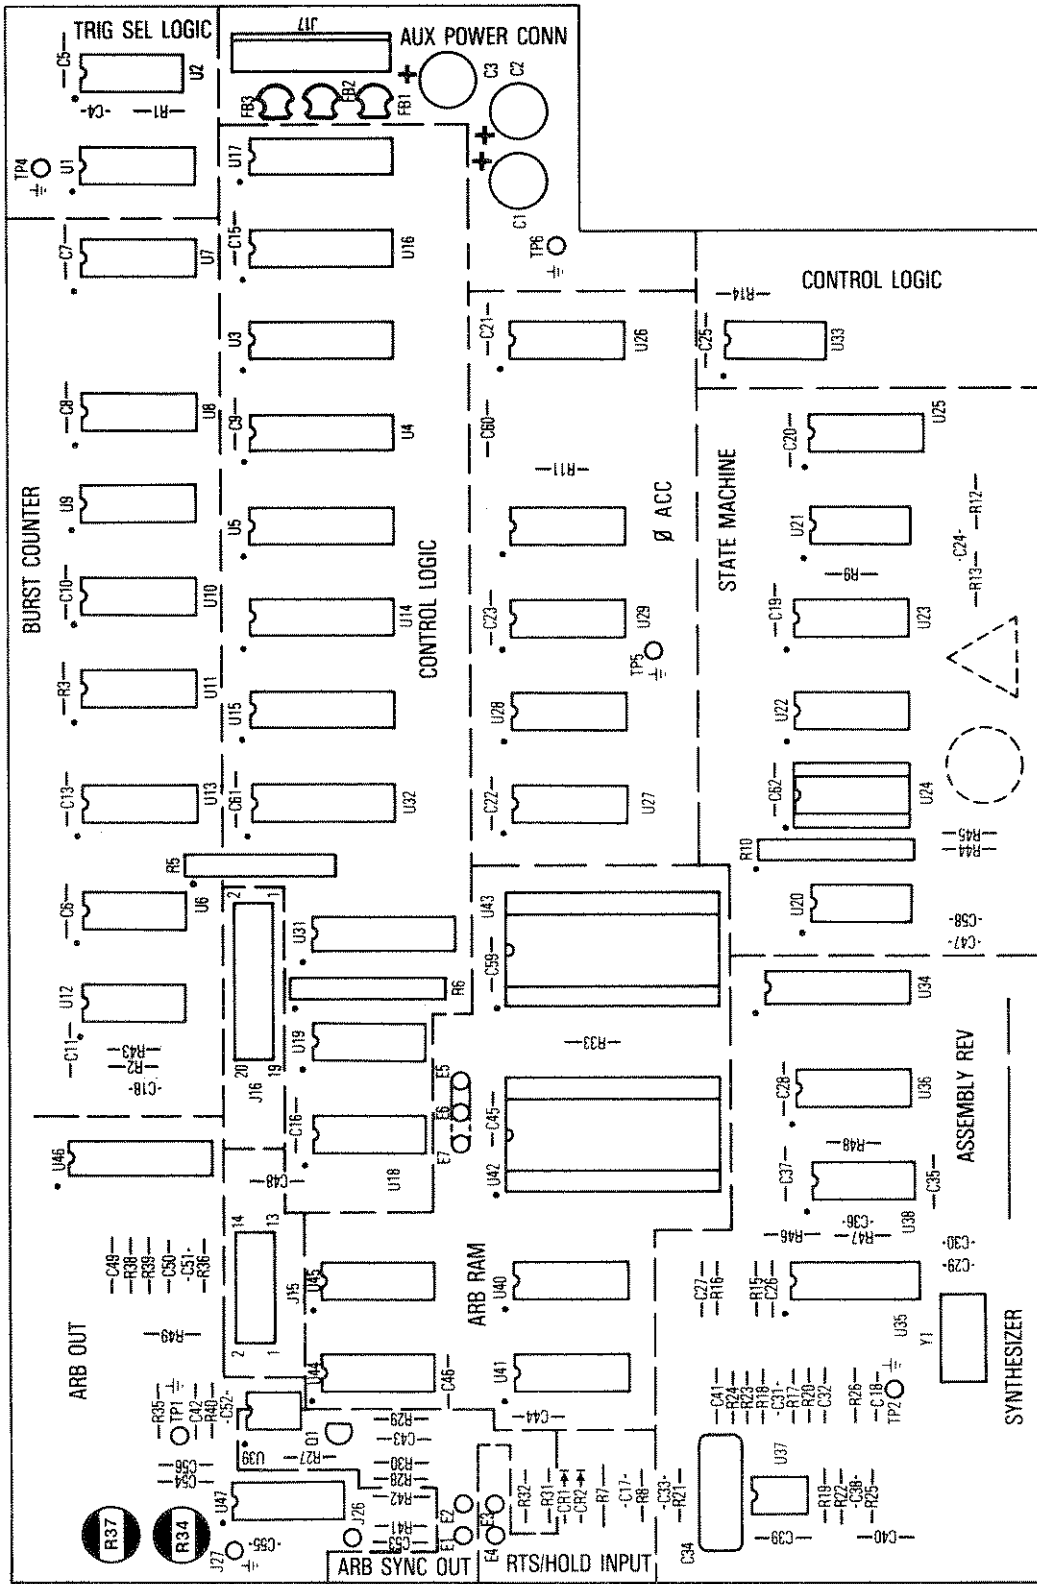 TRIG SEL LOGIC
J17
AUX POWER CONN
C5
U2
C4
R1
FB3
FB2
FB1
C3
C2
C1
TP4
U1
U17
C7
U7
C15
U16
TP6
U3
C21
U26
R14
C25
U33
CONTROL LOGIC
BURST COUNTER
C8
U8
C9
U4
C60
R11
C20
U25
U9
U5
Ø ACC
STATE MACHINE
U21
R9
R12
C24
R13
C10
U10
U14
CONTROL LOGIC
C23
U29
TP5
C19
U23
R3
U11
U15
U28
U22
C13
U13
C61
U32
C22
U27
C62
U24
R5
R10
R45
R44
C6
U6
2
1
U31
U43
C59
U20
C58
C47
U12
C11
R43
R2
C18
20
19
J16
R6
U19
R33
U34
E5
E6
E7
C16
U18
C45
U42
C28
U36
ASSEMBLY REV
U46
C48
R48
C37
U38
C35
C36
R47
R46
C30
C29
ARB OUT
C49
R38
R39
C50
C51
R36
R49
14
13
J15
2
1
U45
ARB RAM
U40
C27
R16
R15
C26
U35
Y1
SYNTHESIZER
U44
C46
U41
C44
R35
TP1
C42
R40
C52
C56
C54
U39
R27
Q1
R29
C43
R30
R28
R42
R41
C53
C41
R24
R23
R18
C31
R17
R20
C32
R26
C18
TP2
R37
R34
U47
J27
C55
J26
E2
E1
E3
E4
R32
R31
CR1
CR2
R7
C17
R8
C33
R21
C34
U37
R19
R22
C38
R25
C39
C40
ARB SYNC OUT
RTS/HOLD INPUT